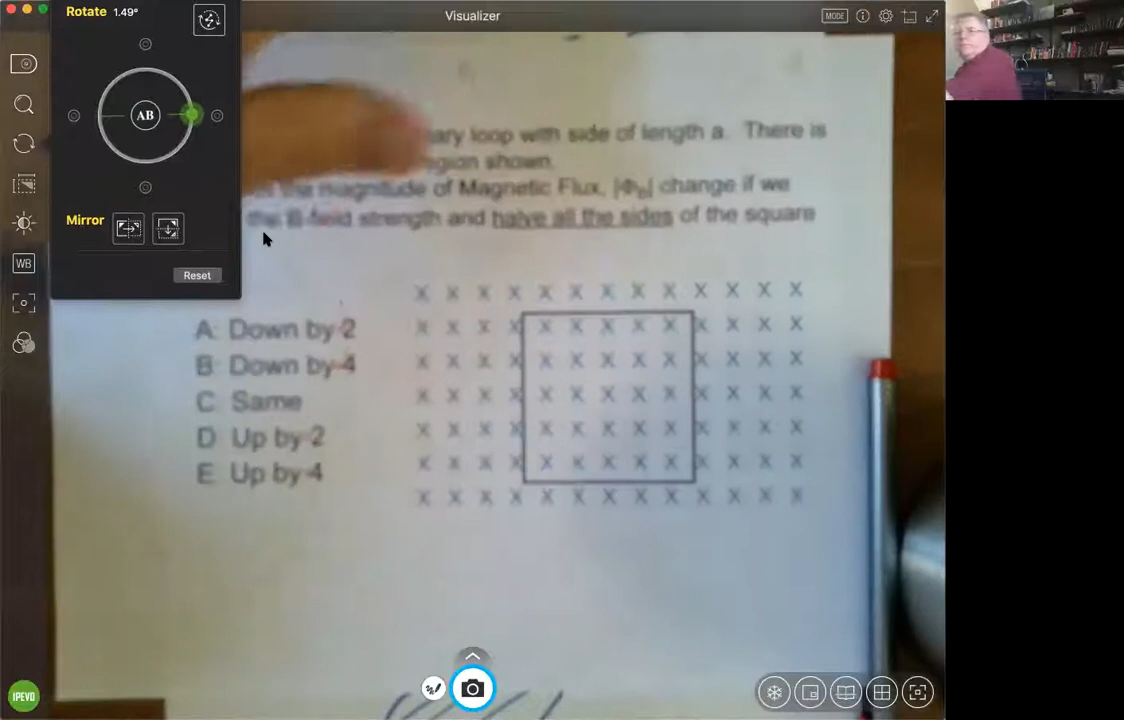 Rotate 1.49°
Visualizer
MODE
AB
WB
Mirror
Reset
loop with side of length a. There is
shown.
the magnitude of Magnetic Flux, |Φ_B| change if we
the B-field strength and halve all the sides of the square
A: Down by 2
B: Down by 4
C Same
D Up by 2
E Up by 4
X X X X X X X X X X X X X
X X X X X X X X X X X X X
X X X X X X X X X X X X X
X X X X X X X X X X X X X
X X X X X X X X X X X X X
X X X X X X X X X X X X X
X X X X X X X X X X X X X
IPEVO